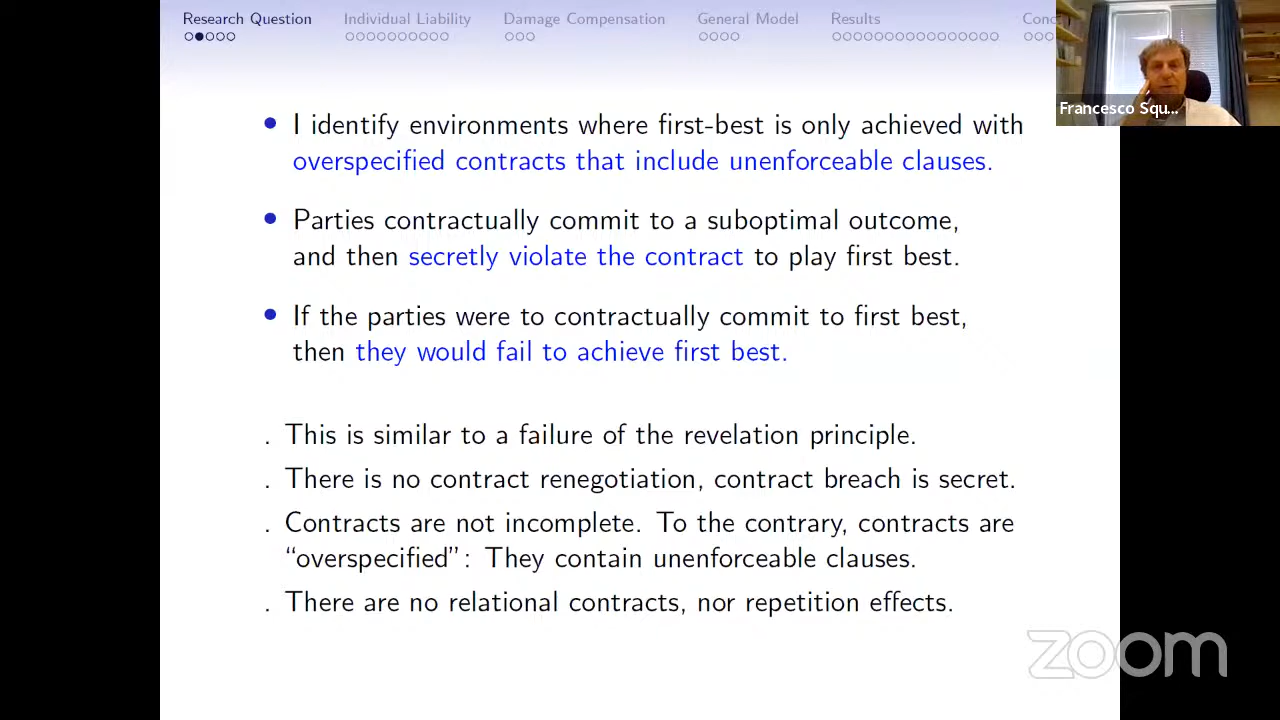 Research Question Individual Liability Damage Compensation General Model Results Conc
I identify environments where first-best is only achieved with
overspecified contracts that include unenforceable clauses.
Parties contractually commit to a suboptimal outcome,
and then secretly violate the contract to play first best.
If the parties were to contractually commit to first best,
then they would fail to achieve first best.
. This is similar to a failure of the revelation principle.
. There is no contract renegotiation, contract breach is secret.
. Contracts are not incomplete. To the contrary, contracts are
“overspecified”: They contain unenforceable clauses.
. There are no relational contracts, nor repetition effects.
Francesco Squ...
zoom